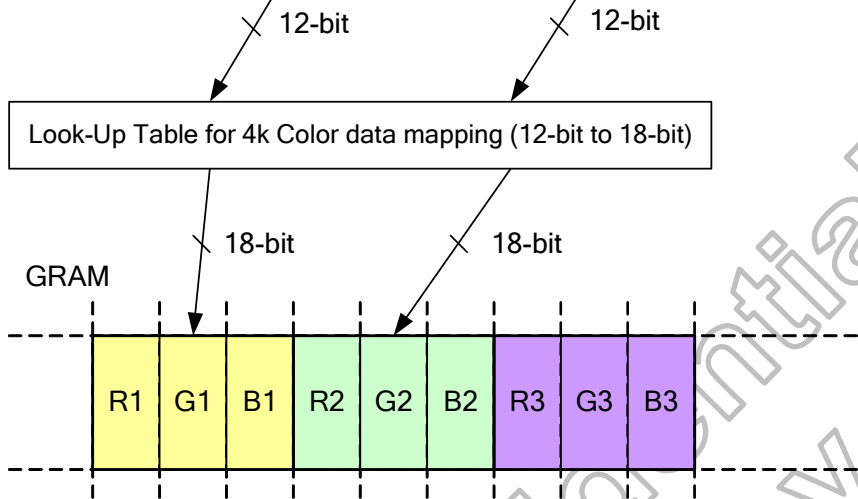 12-bit 12-bit
Look-Up Table for 4k Color data mapping (12-bit to 18-bit)
18-bit 18-bit
GRAM
R1 G1 B1 R2 G2 B2 R3 G3 B3